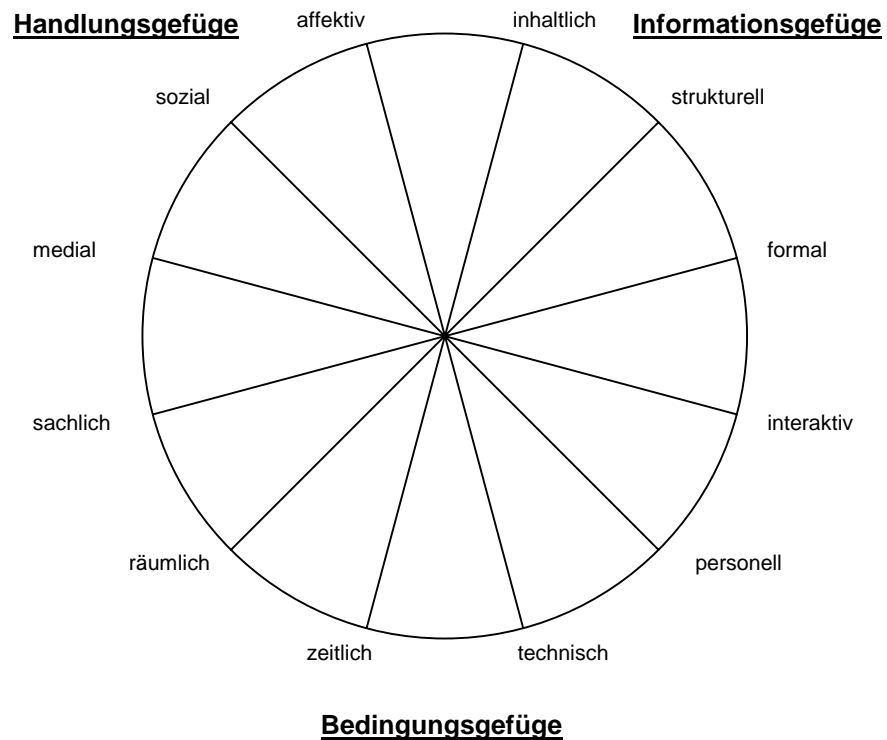 Handlungsgefüge affektiv inhaltlich Informationsgefüge
sozial strukturell
medial formal
sachlich interaktiv
räumlich personell
zeitlich technisch
Bedingungsgefüge